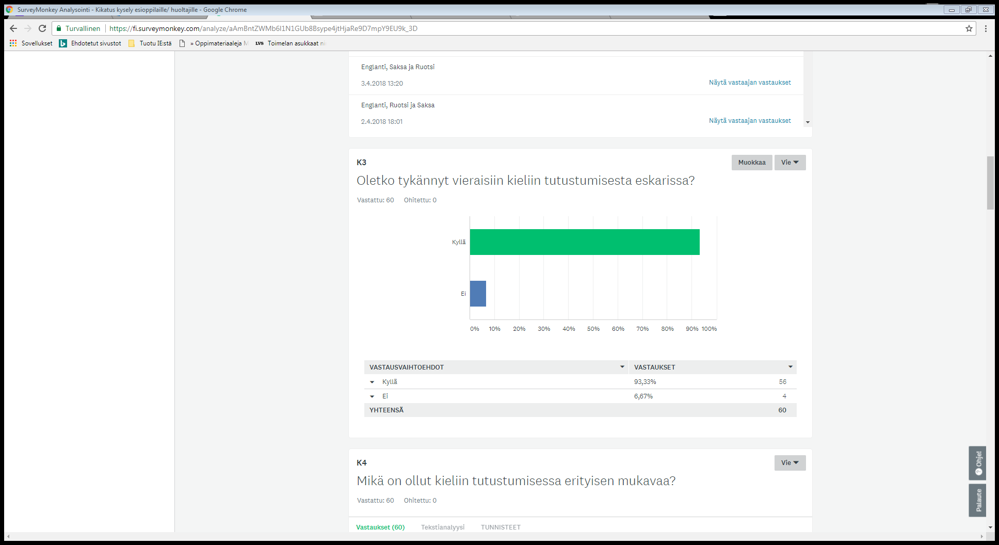 SurveyMonkey Analysointi - Kikatus kysely esioppilaille/ huoltajille - Google Chrome
Turvallinen https://fi.surveymonkey.com/analyze/aAmBntZWMb6I1N1GUb8Bsype4jtHjaRe9D7mpY9EU9k_3D
Sovellukset Ehdotetut sivustot Tuotu IE:stä » Oppimateriaaleja M LVS Toimelan asukkaat ni
Englanti, Saksa ja Ruotsi
3.4.2018 13:20 Näytä vastaajan vastaukset
Englanti, Ruotsi ja Saksa
2.4.2018 18:01 Näytä vastaajan vastaukset
K3 Muokkaa Vie
Oletko tykännyt vieraisiin kieliin tutustumisesta eskarissa?
Vastattu: 60 Ohitettu: 0
Kyllä
Ei
0% 10% 20% 30% 40% 50% 60% 70% 80% 90% 100%
VASTAUSVAIHTOEHDOT VASTAUKSET
Kyllä 93,33% 56
Ei 6,67% 4
YHTEENSÄ 60
K4 Vie
Mikä on ollut kieliin tutustumisessa erityisen mukavaa?
Vastattu: 60 Ohitettu: 0
Vastaukset (60) Tekstianalyysi TUNNISTEET
Ohje!
Palaute